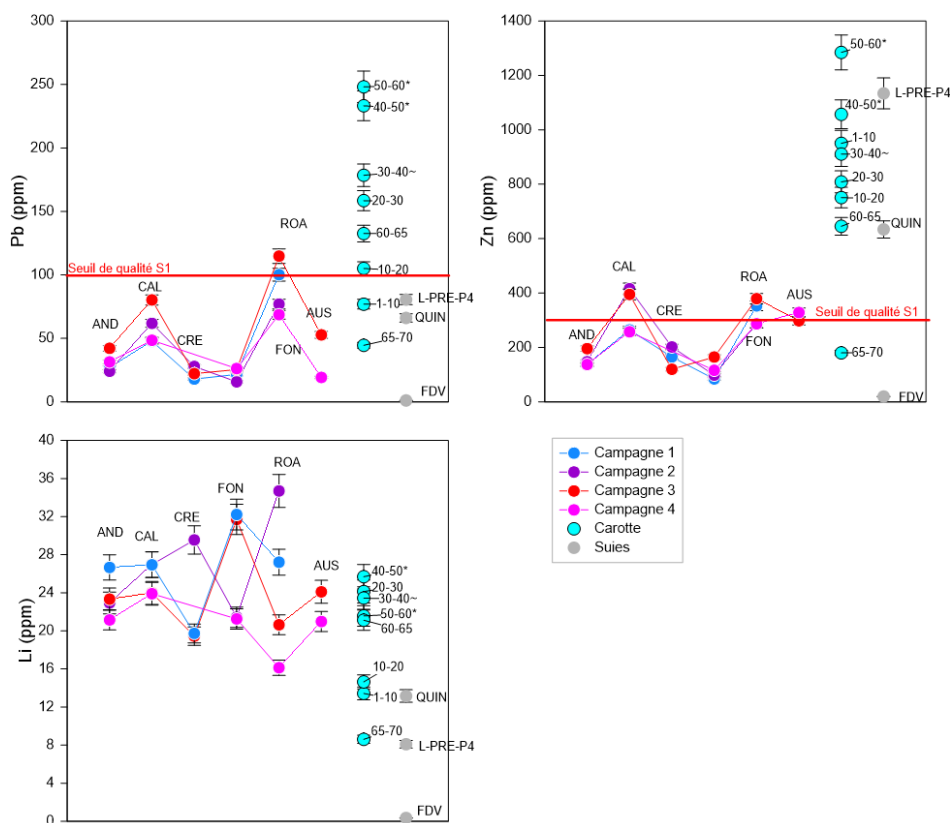 300
250
200
150
100
50
0
Pb (ppm)
Seuil de qualité S1
AND
CAL
CRE
ROA
FON
AUS
50-60*
40-50*
30-40~
20-30
60-65
10-20
1-10
65-70
L-PRE-P4
QUIN
FDV
1400
1200
1000
800
600
400
200
0
Zn (ppm)
AND
CAL
CRE
ROA
FON
AUS
Seuil de qualité S1
50-60*
40-50*
1-10
30-40~
20-30
10-20
60-65
65-70
L-PRE-P4
QUIN
FDV
40
36
32
28
24
20
16
12
8
4
0
Li (ppm)
AND
CAL
CRE
FON
ROA
AUS
40-50*
20-30
30-40~
50-60*
60-65
10-20
1-10
65-70
QUIN
L-PRE-P4
FDV
Campagne 1
Campagne 2
Campagne 3
Campagne 4
Carotte
Suies